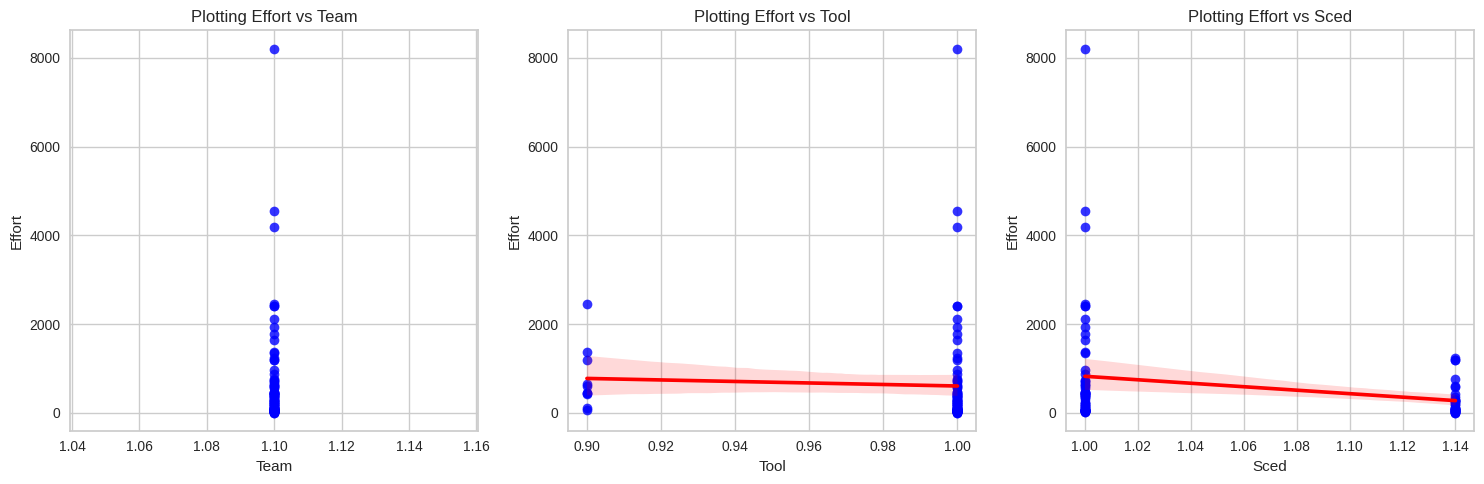 Plotting Effort vs Team
Plotting Effort vs Tool
Plotting Effort vs Sced
8000
6000
4000
2000
0
Effort
1.04 1.06 1.08 1.10 1.12 1.14 1.16
Team
8000
6000
4000
2000
0
Effort
0.90 0.92 0.94 0.96 0.98 1.00
Tool
8000
6000
4000
2000
0
Effort
1.00 1.02 1.04 1.06 1.08 1.10 1.12 1.14
Sced